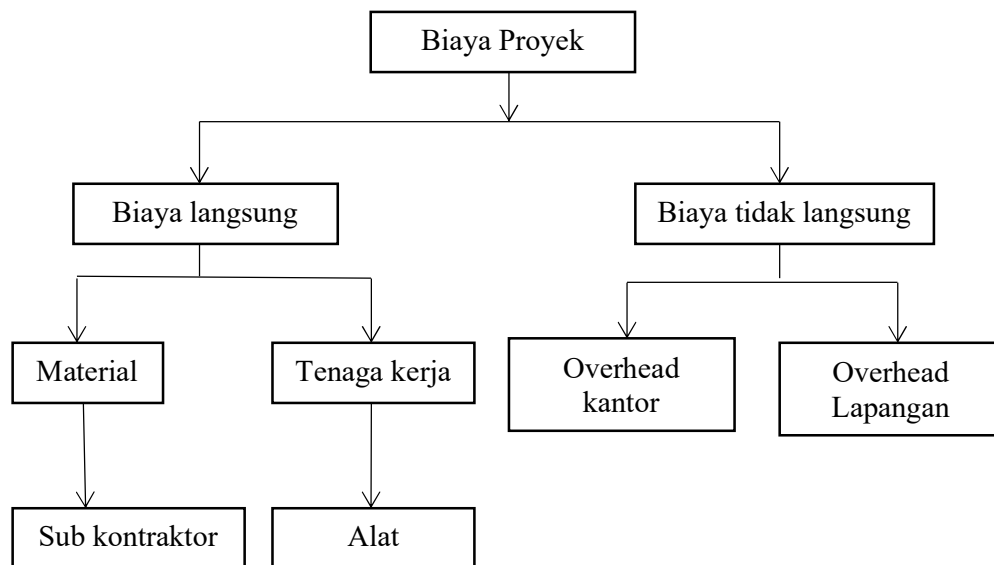 Biaya Proyek
Biaya langsung
Biaya tidak langsung
Material
Tenaga kerja
Overhead
kantor
Overhead
Lapangan
Sub kontraktor
Alat